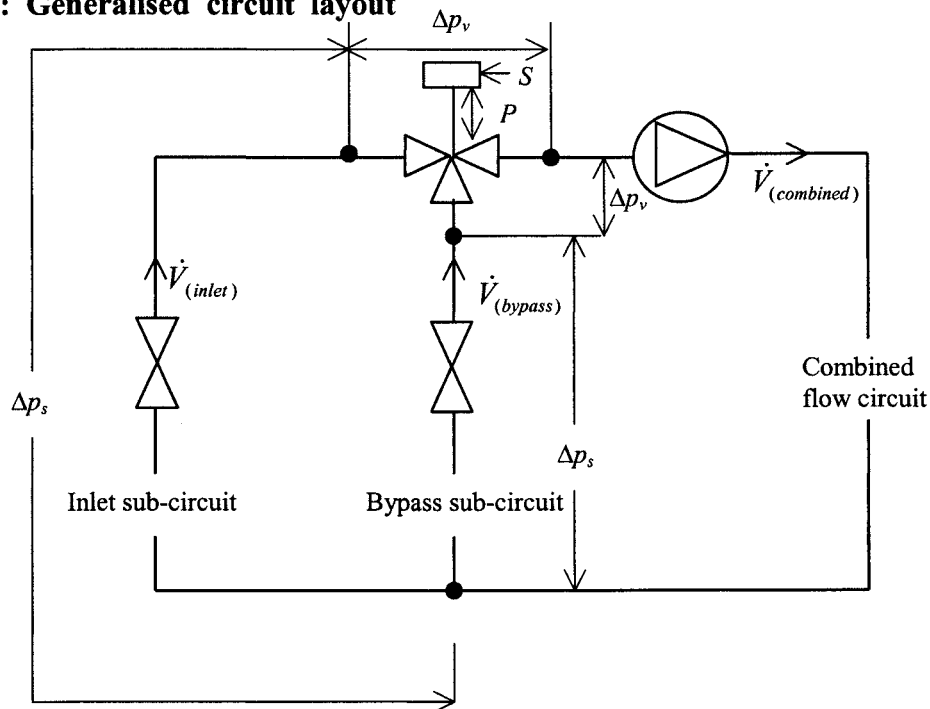 : Generalised circuit layout
Δp_v
S
P
Δp_v
V̇_(combined)
V̇_(inlet)
V̇_(bypass)
Combined
flow circuit
Δp_s
Δp_s
Inlet sub-circuit
Bypass sub-circuit